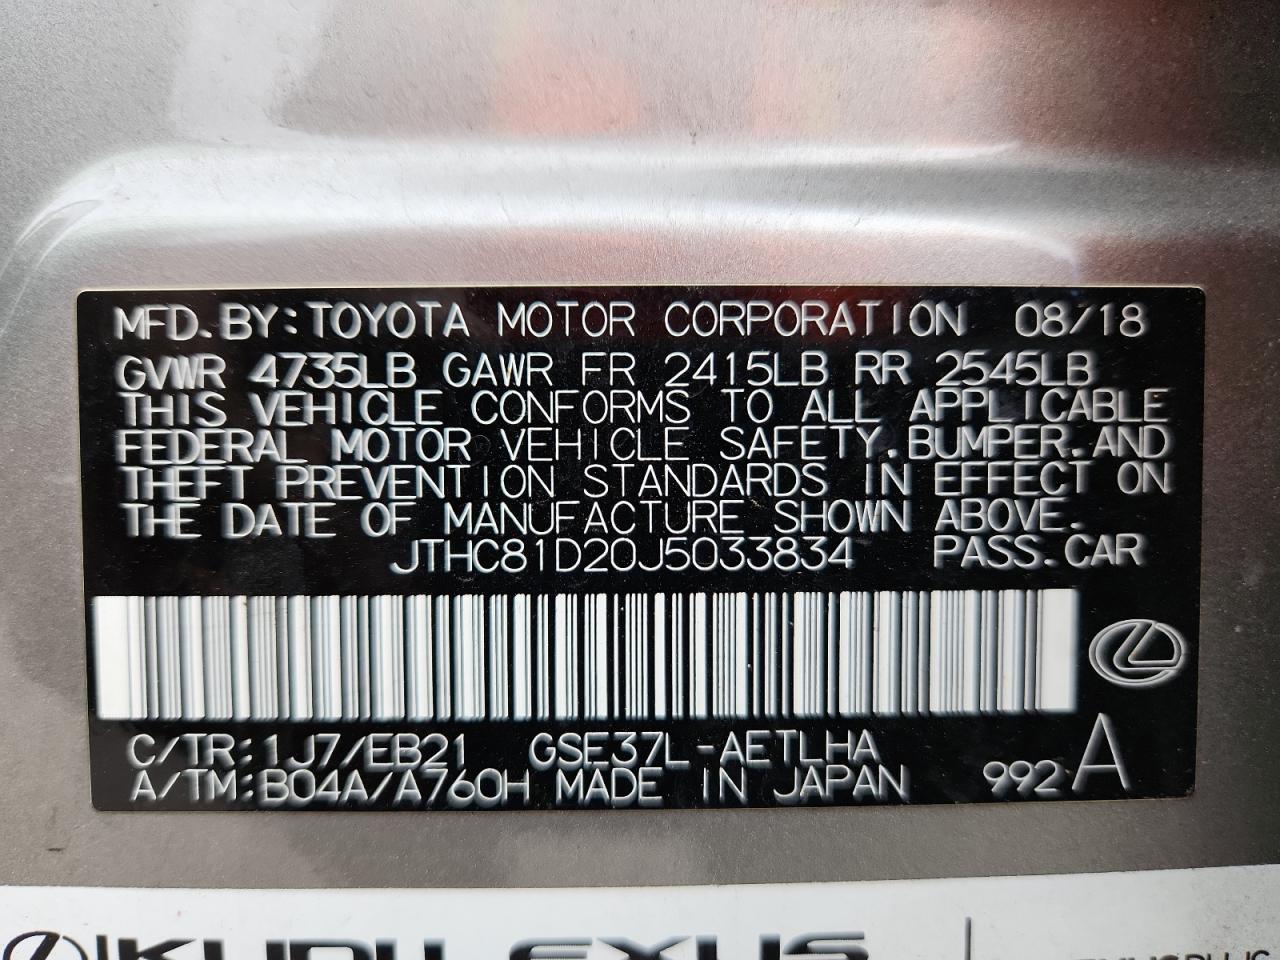 MFD.BY:TOYOTA MOTOR CORPORATION 08/18
GVWR 4735LB GAWR FR 2415LB RR 2545LB
THIS VEHICLE CONFORMS TO ALL APPLICABLE
FEDERAL MOTOR VEHICLE SAFETY.BUMPER.AND
THEFT PREVENTION STANDARDS IN EFFECT ON
THE DATE OF MANUFACTURE SHOWN ABOVE.
JTHC81D20J5033834 PASS.CAR
C/TR:1J7/EB21 GSE37L-AETLHA
A/TM:B04A/A760H MADE IN JAPAN 992 A